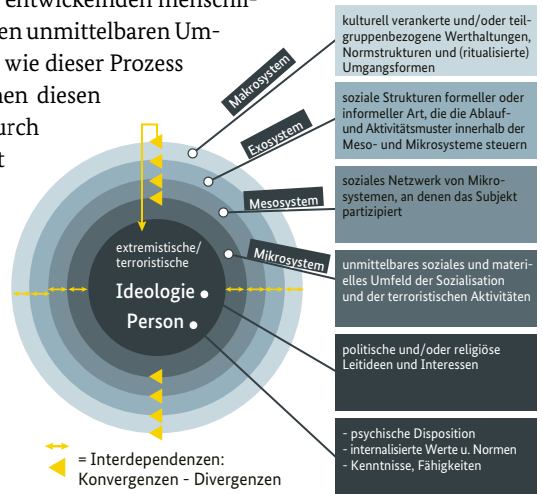 entwickelnden menschli-
en unmittelbaren Um-
wie dieser Prozess
nen diesen
urch
t
Makrosystem
Exosystem
Mesosystem
Mikrosystem
extremistische/
terroristische
Ideologie
Person
kulturell verankerte und/oder teil-
gruppenbezogene Werthaltungen,
Normstrukturen und (ritualisierte)
Umgangsformen
soziale Strukturen formeller oder
informeller Art, die die Ablauf-
und Aktivitätsmuster innerhalb der
Meso- und Mikrosysteme steuern
soziales Netzwerk von Mikro-
systemen, an denen das Subjekt
partizipiert
unmittelbares soziales und materi-
elles Umfeld der Sozialisation
und der terroristischen Aktivitäten
politische und/oder religiöse
Leitideen und Interessen
- psychische Disposition
- internalisierte Werte u. Normen
- Kenntnisse, Fähigkeiten
= Interdependenzen:
Konvergenzen - Divergenzen